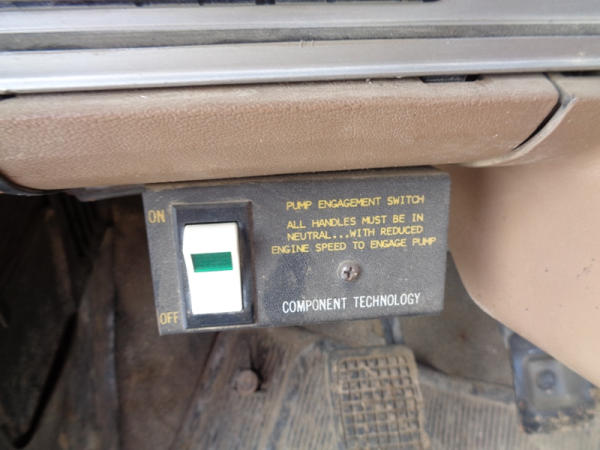 ON
PUMP ENGAGEMENT SWITCH
ALL HANDLES MUST BE IN
NEUTRAL...WITH REDUCED
ENGINE SPEED TO ENGAGE PUMP
OFF
COMPONENT TECHNOLOGY